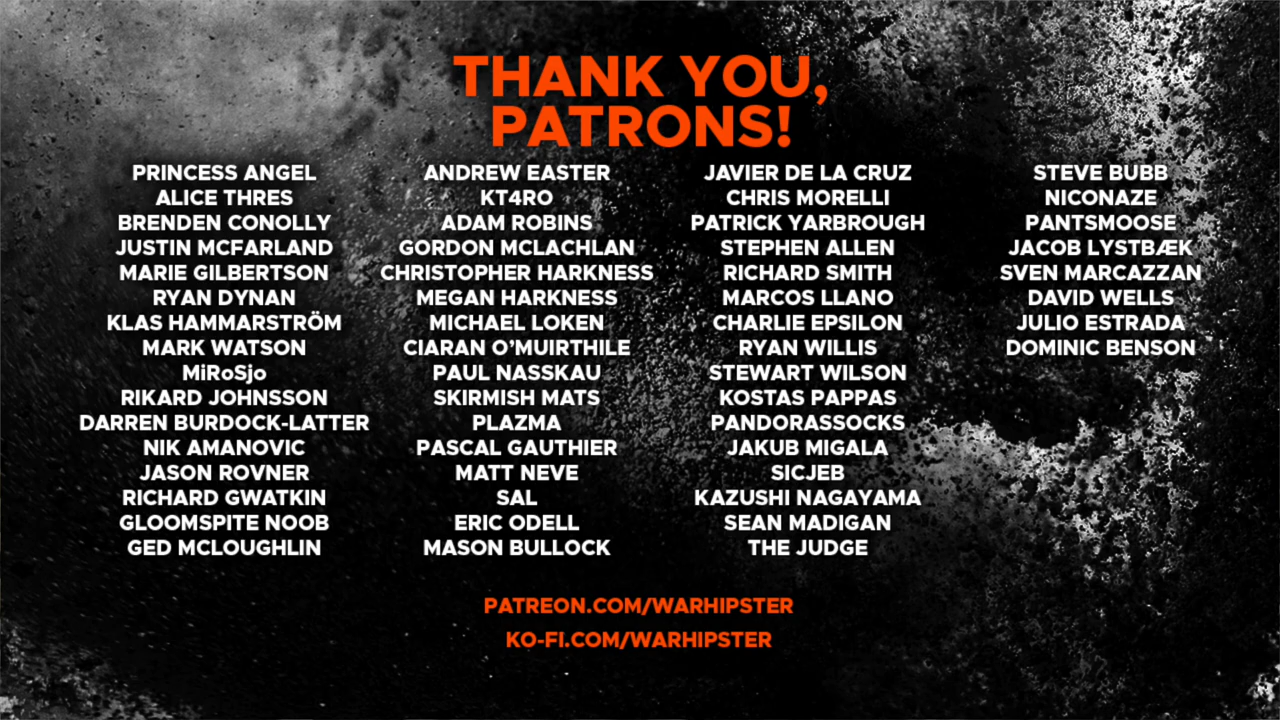 THANK YOU,
PATRONS!
PRINCESS ANGEL
ALICE THRES
BRENDEN CONOLLY
JUSTIN MCFARLAND
MARIE GILBERTSON
RYAN DYNAN
KLAS HAMMARSTRÖM
MARK WATSON
MiRoSjo
RIKARD JOHNSSON
DARREN BURDOCK-LATTER
NIK AMANOVIC
JASON ROVNER
RICHARD GWATKIN
GLOOMSPITE NOOB
GED MCLOUGHLIN
ANDREW EASTER
KT4RO
ADAM ROBINS
GORDON MCLACHLAN
CHRISTOPHER HARKNESS
MEGAN HARKNESS
MICHAEL LOKEN
CIARAN O’MUIRTHILE
PAUL NASSKAU
SKIRMISH MATS
PLAZMA
PASCAL GAUTHIER
MATT NEVE
SAL
ERIC ODELL
MASON BULLOCK
JAVIER DE LA CRUZ
CHRIS MORELLI
PATRICK YARBROUGH
STEPHEN ALLEN
RICHARD SMITH
MARCOS LLANO
CHARLIE EPSILON
RYAN WILLIS
STEWART WILSON
KOSTAS PAPPAS
PANDORASSOCKS
JAKUB MIGALA
SICJEB
KAZUSHI NAGAYAMA
SEAN MADIGAN
THE JUDGE
STEVE BUBB
NICONAZE
PANTSMOOSE
JACOB LYSTBÆK
SVEN MARCAZZAN
DAVID WELLS
JULIO ESTRADA
DOMINIC BENSON
PATREON.COM/WARHIPSTER
KO-FI.COM/WARHIPSTER